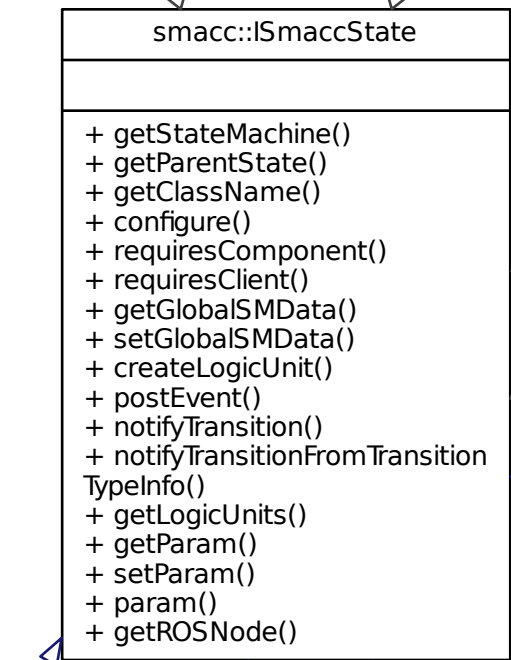 smacc::ISmaccState
+ getStateMachine()
+ getParentState()
+ getClassName()
+ configure()
+ requiresComponent()
+ requiresClient()
+ getGlobalSMData()
+ setGlobalSMData()
+ createLogicUnit()
+ postEvent()
+ notifyTransition()
+ notifyTransitionFromTransition
TypeInfo()
+ getLogicUnits()
+ getParam()
+ setParam()
+ param()
+ getROSNode()